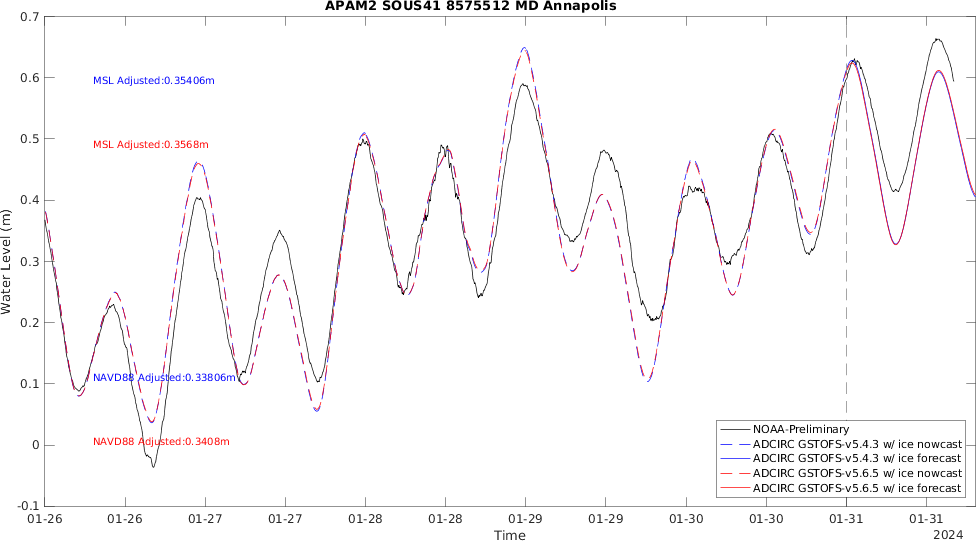 APAM2 SOUS41 8575512 MD Annapolis
0.7
0.6
0.5
0.4
0.3
0.2
0.1
0
-0.1
Water Level (m)
MSL Adjusted:0.35406m
MSL Adjusted:0.3568m
NAVD88 Adjusted:0.33806m
NAVD88 Adjusted:0.3408m
NOAA-Preliminary
ADCIRC GSTOFS-v5.4.3 w/ ice nowcast
ADCIRC GSTOFS-v5.4.3 w/ ice forecast
ADCIRC GSTOFS-v5.6.5 w/ ice nowcast
ADCIRC GSTOFS-v5.6.5 w/ ice forecast
01-26 01-26 01-27 01-27 01-28 01-28 01-29 01-29 01-30 01-30 01-31 01-31
Time
2024